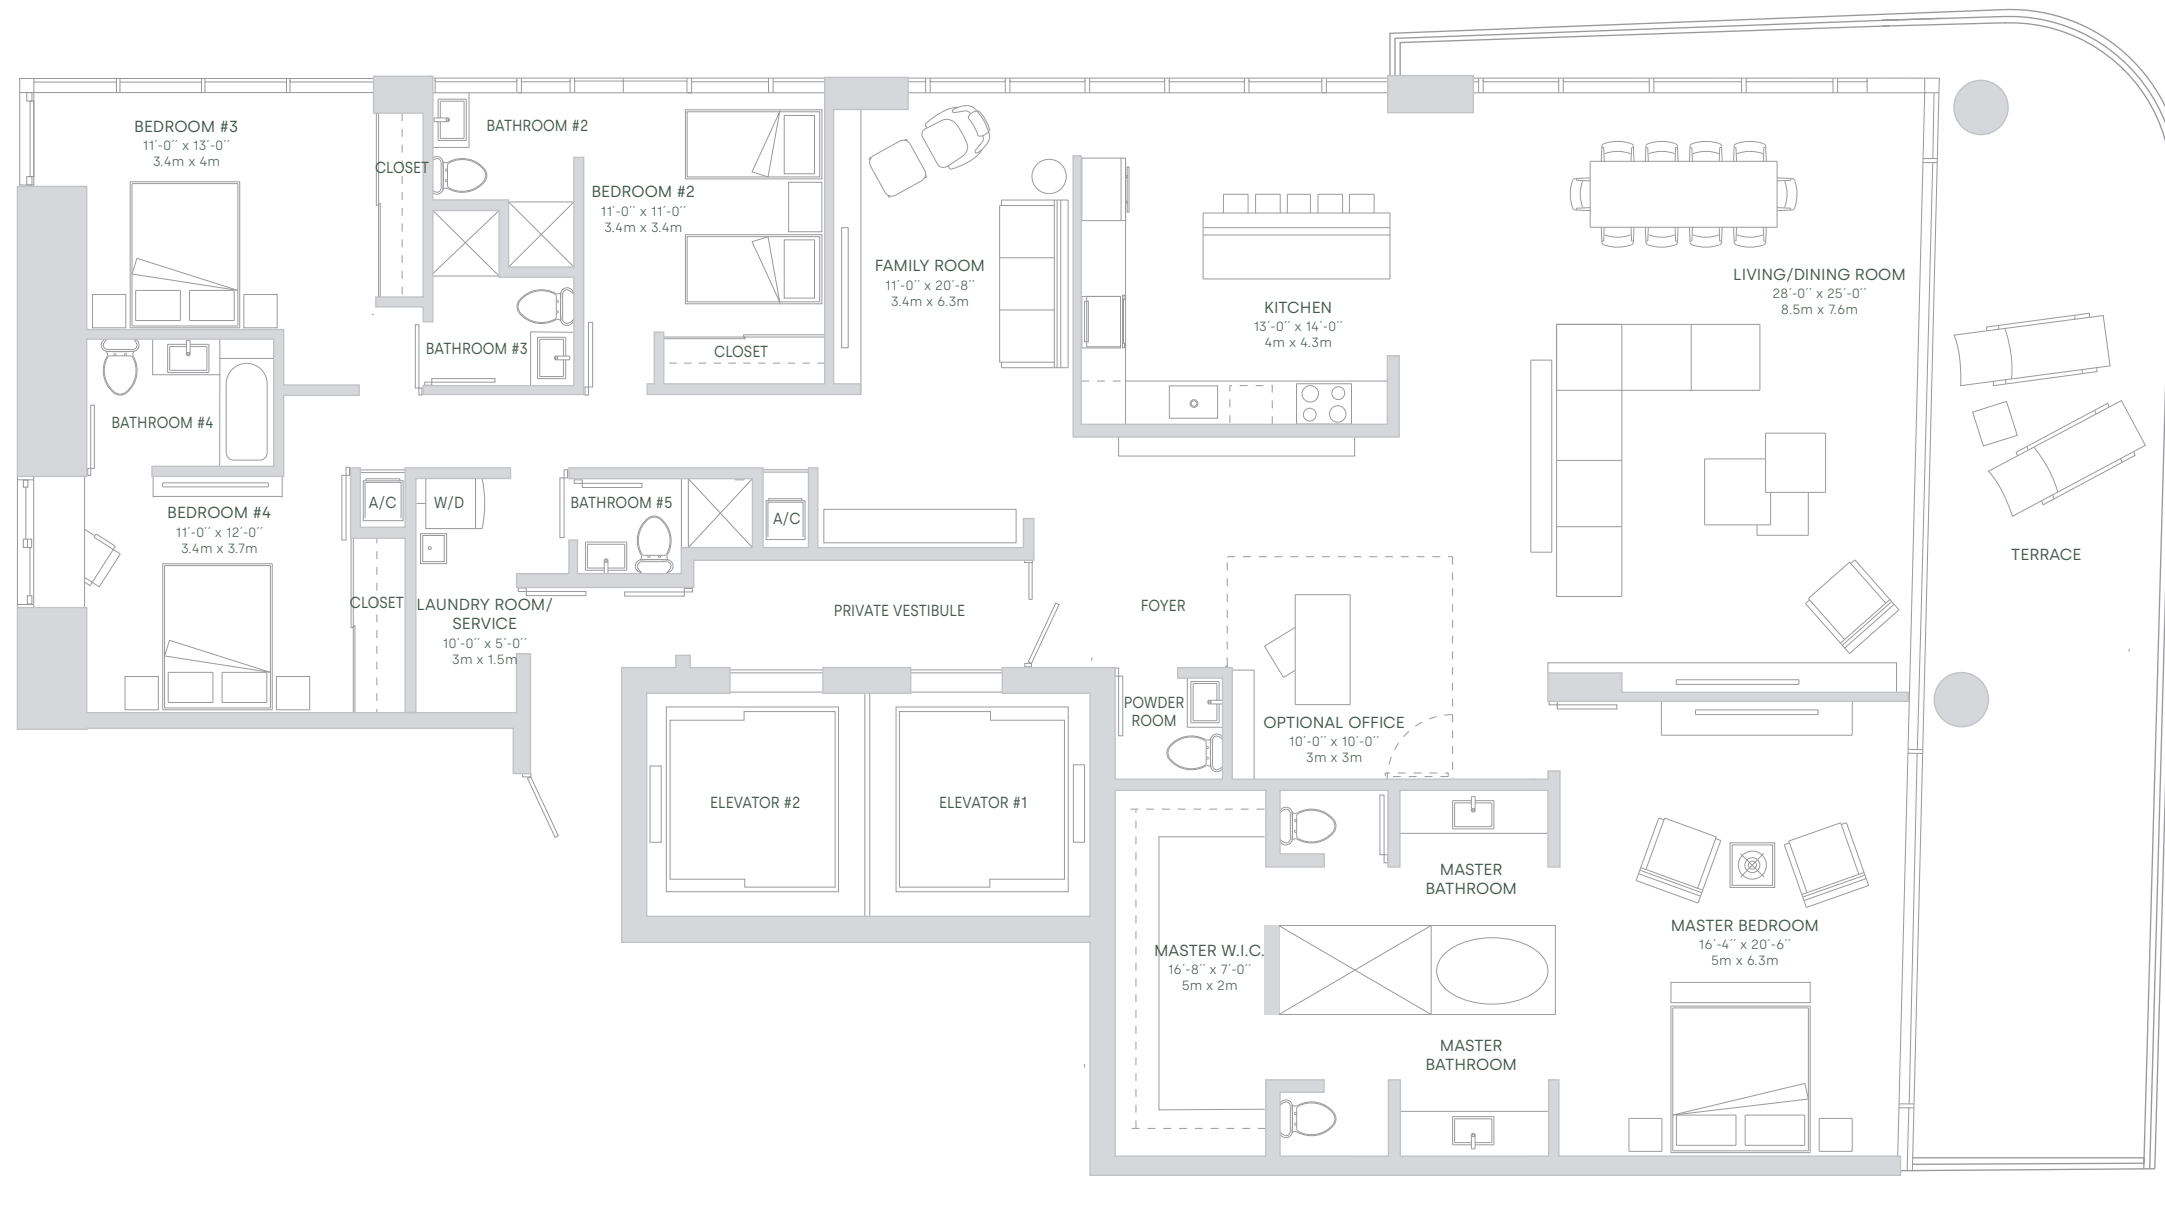 BEDROOM #3
11´-0´´ x 13´-0´´
3.4m x 4m
CLOSET
BATHROOM #2
BEDROOM #2
11´-0´´ x 11´-0´´
3.4m x 3.4m
CLOSET
BATHROOM #3
FAMILY ROOM
11´-0´´ x 20´-8´´
3.4m x 6.3m
KITCHEN
13´-0´´ x 14´-0´´
4m x 4.3m
LIVING/DINING ROOM
28´-0´´ x 25´-0´´
8.5m x 7.6m
TERRACE
BATHROOM #4
BEDROOM #4
11´-0´´ x 12´-0´´
3.4m x 3.7m
A/C
W/D
CLOSET
LAUNDRY ROOM/
SERVICE
10´-0´´ x 5´-0´´
3m x 1.5m
BATHROOM #5
A/C
PRIVATE VESTIBULE
FOYER
POWDER
ROOM
OPTIONAL OFFICE
10´-0´´ x 10´-0´´
3m x 3m
ELEVATOR #2
ELEVATOR #1
MASTER
BATHROOM
MASTER W.I.C.
16´-8´´ x 7´-0´´
5m x 2m
MASTER BEDROOM
16´-4´´ x 20´-6´´
5m x 6.3m
MASTER
BATHROOM